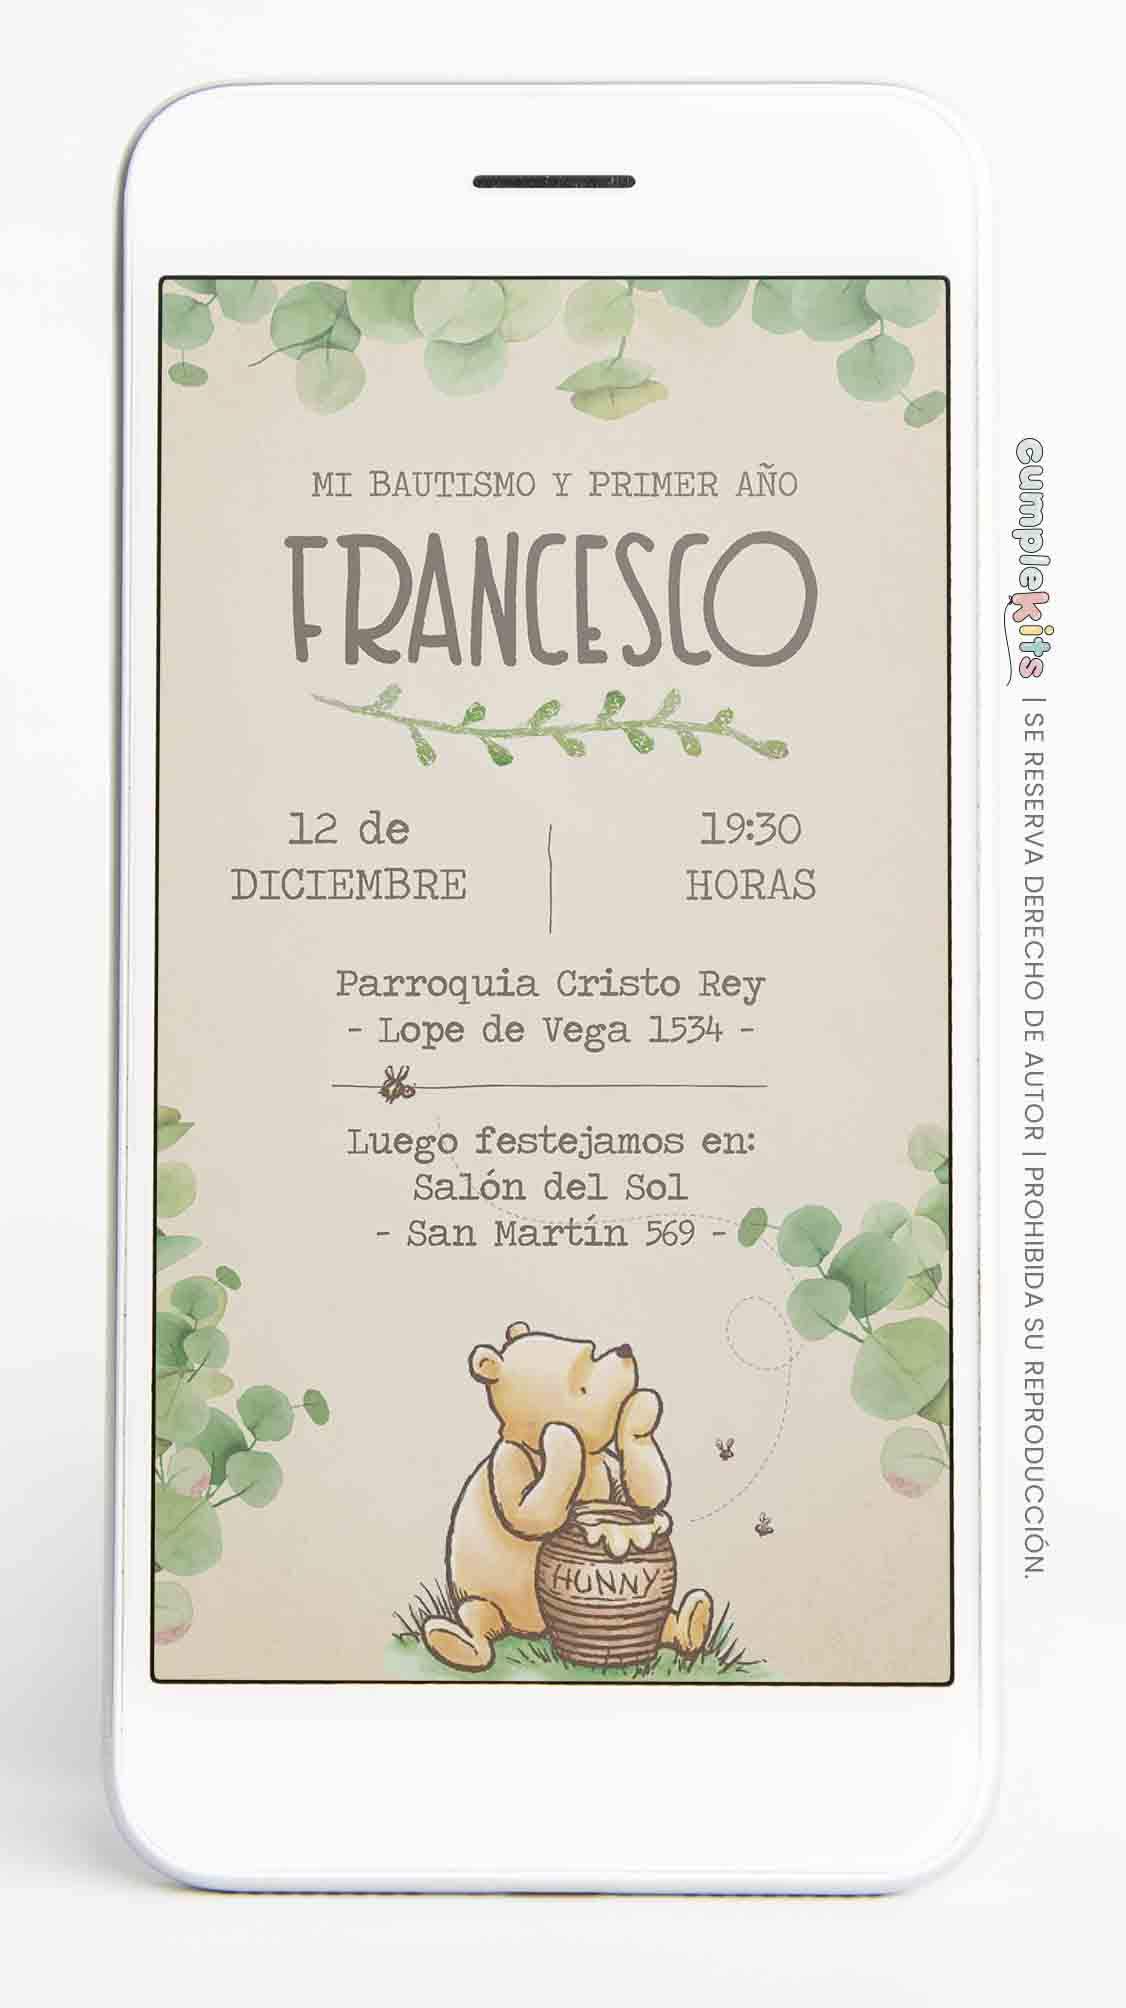 MI BAUTISMO Y PRIMER AÑO
FRANCESCO
12 de
DICIEMBRE
19:30
HORAS
Parroquia Cristo Rey
- Lope de Vega 1534 -
Luego festejamos en:
Salón del Sol
- San Martín 569 -
HUNNY
cumplekits | SE RESERVA DERECHO DE AUTOR | PROHIBIDA SU REPRODUCCIÓN.